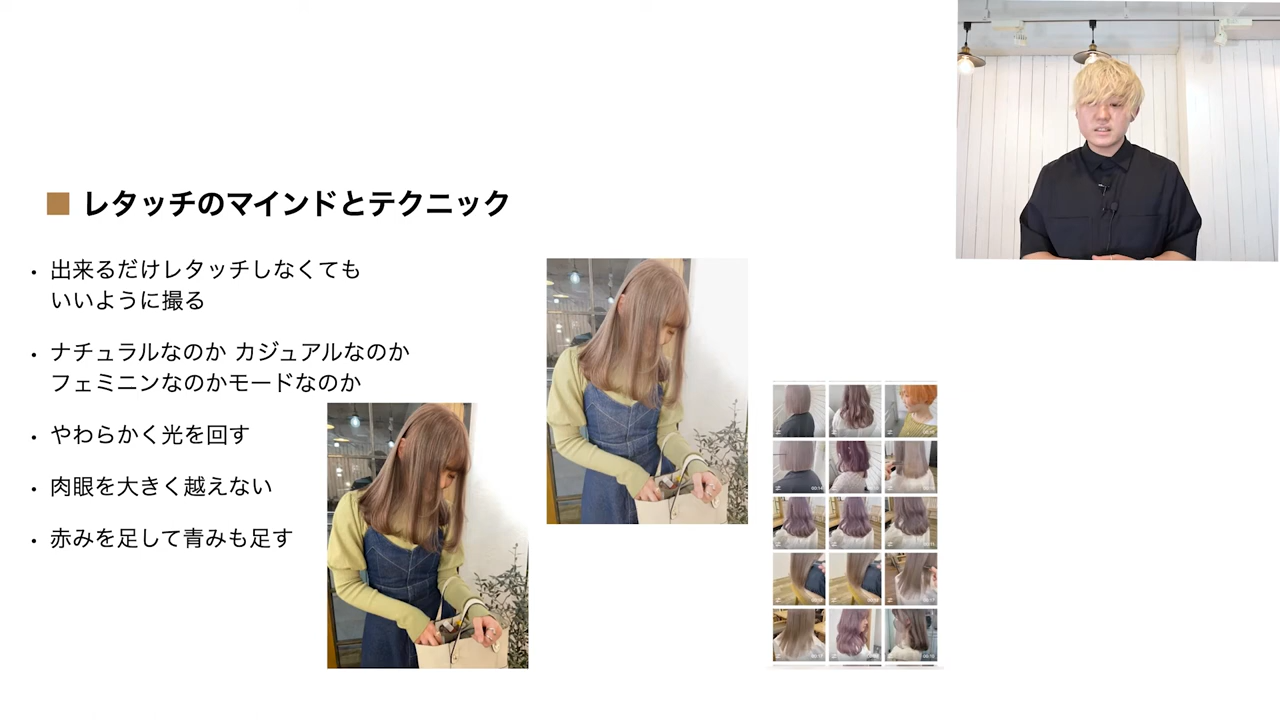 ■ レタッチのマインドとテクニック
・ 出来るだけレタッチしなくても
いいように撮る
・ ナチュラルなのか カジュアルなのか
フェミニンなのかモードなのか
・ やわらかく光を回す
・ 肉眼を大きく越えない
・ 赤みを足して青みも足す